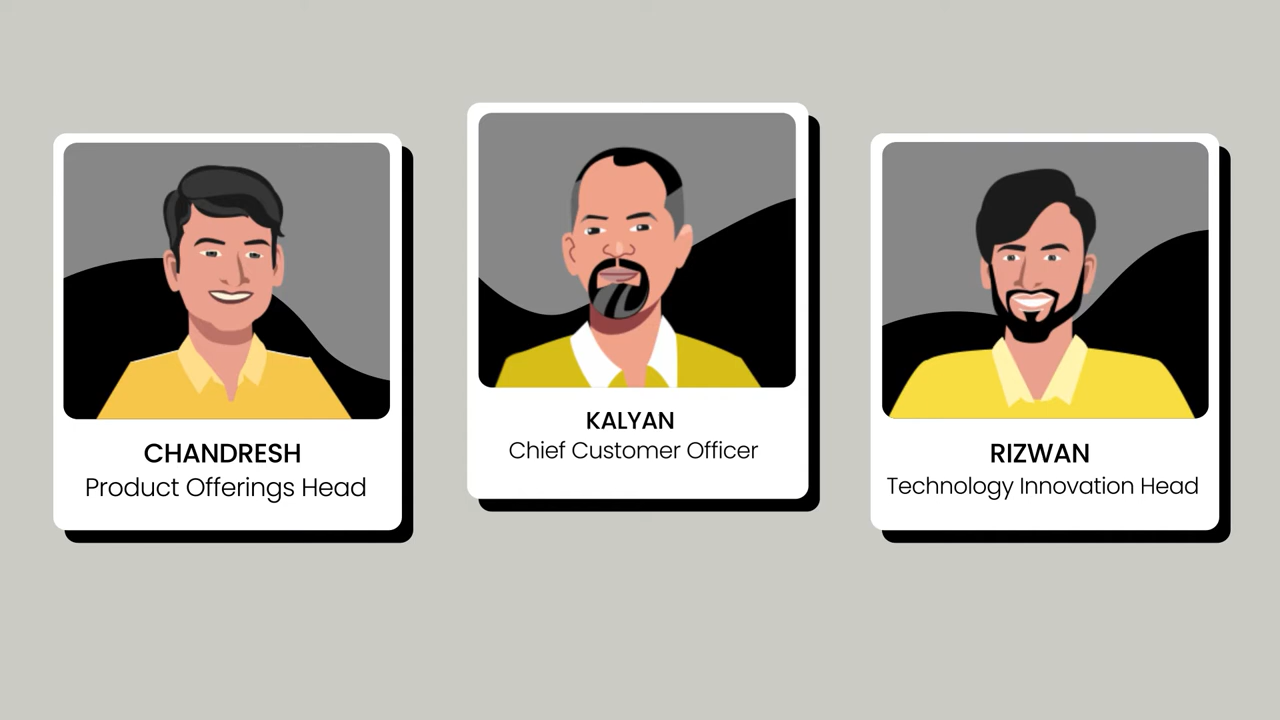 CHANDRESH
Product Offerings Head
KALYAN
Chief Customer Officer
RIZWAN
Technology Innovation Head